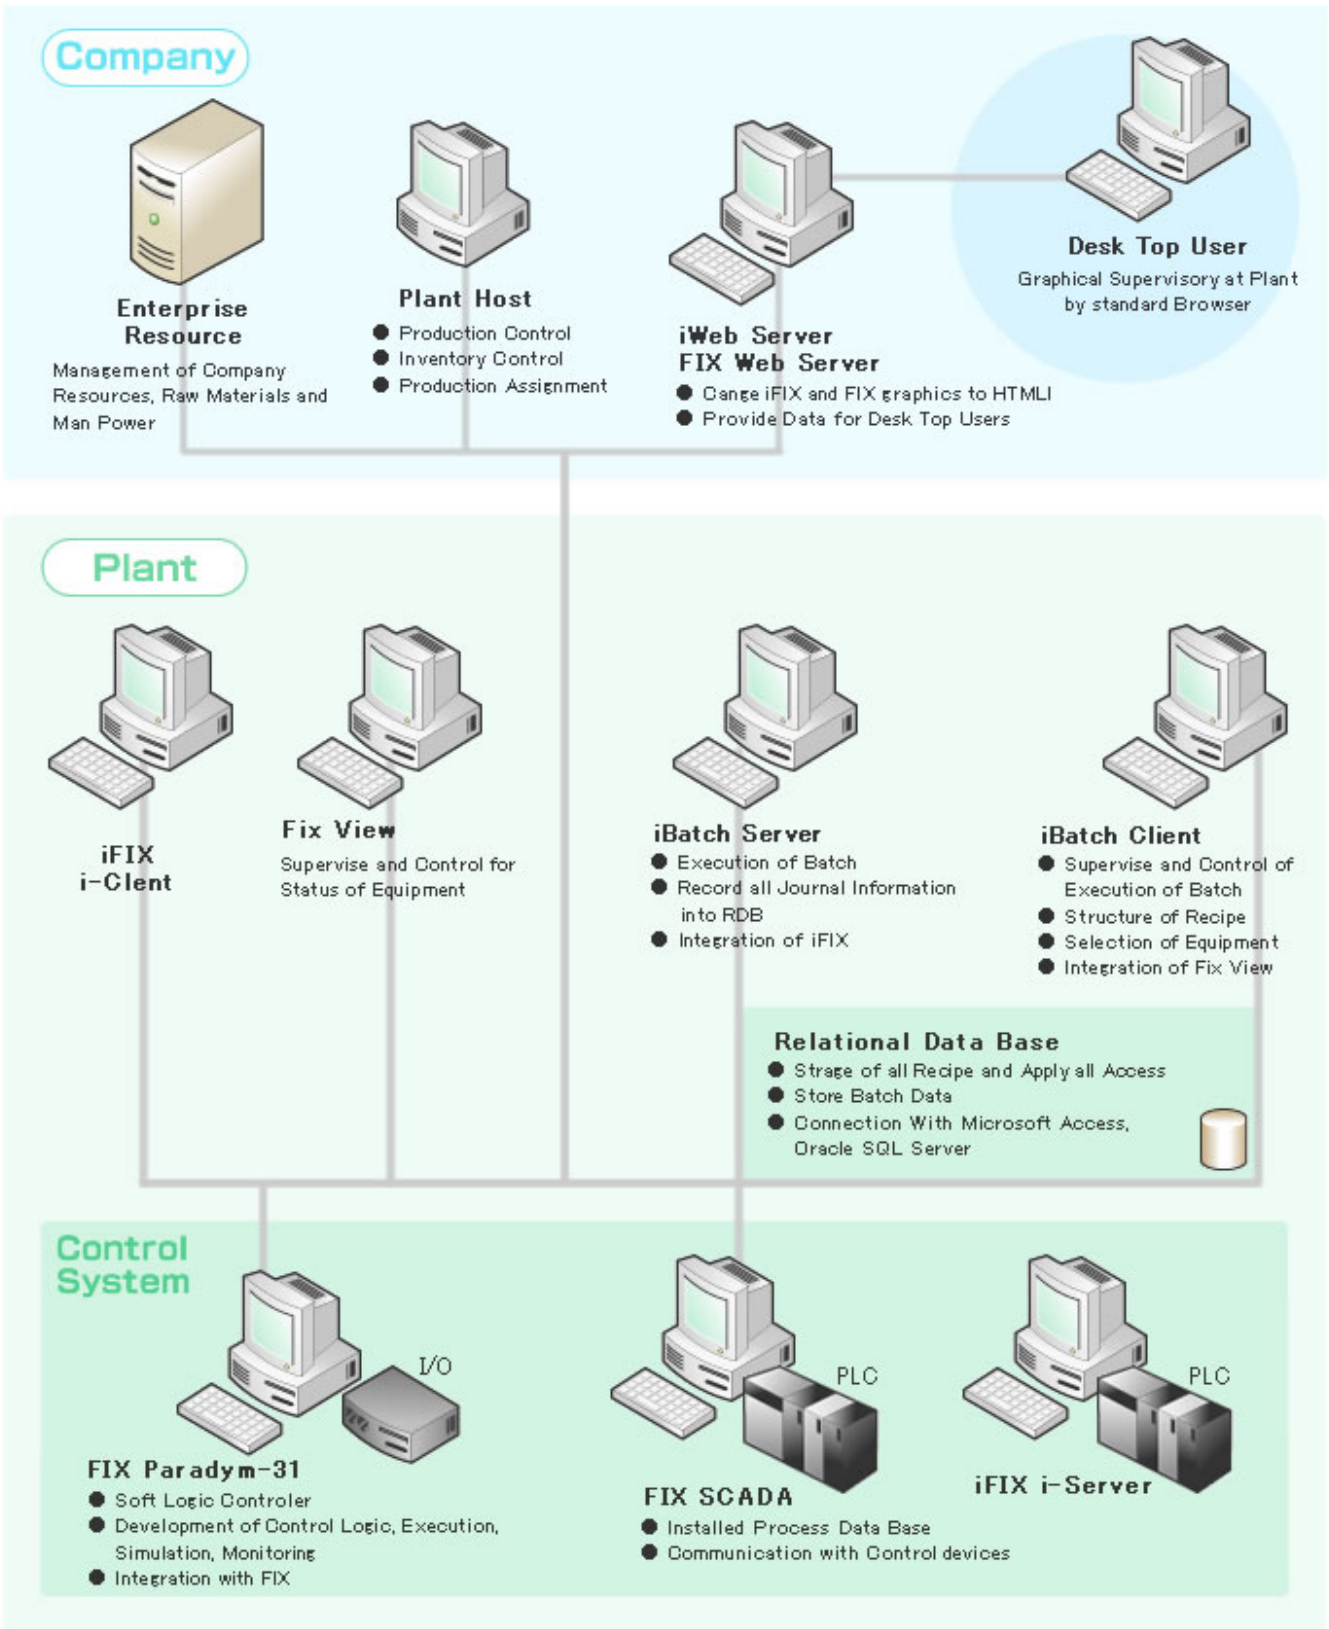 Company
Enterprise
Resource
Management of Company
Resources, Raw Materials and
Man Power
Plant Host
● Production Control
● Inventory Control
● Production Assignment
iWeb Server
FIX Web Server
● Cange iFIX and FIX graphics to HTMLI
● Provide Data for Desk Top Users
Desk Top User
Graphical Supervisory at Plant
by standard Browser
Plant
iFIX
i-Clent
Fix View
Supervise and Control for
Status of Equipment
iBatch Server
● Execution of Batch
● Record all Journal Information
into RDB
● Integration of iFIX
iBatch Client
● Supervise and Control of
Execution of Batch
● Structure of Recipe
● Selection of Equipment
● Integration of Fix View
Relational Data Base
● Strage of all Recipe and Apply all Access
● Store Batch Data
● Connection With Microsoft Access,
Oracle SQL Server
Control
System
I/O
FIX Paradym-31
● Soft Logic Controler
● Development of Control Logic, Execution,
Simulation, Monitoring
● Integration with FIX
PLC
FIX SCADA
● Installed Process Data Base
● Communication with Control devices
PLC
iFIX i-Server